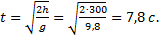 t = √(2h/g) = √(2·300/9,8) = 7,8 с.